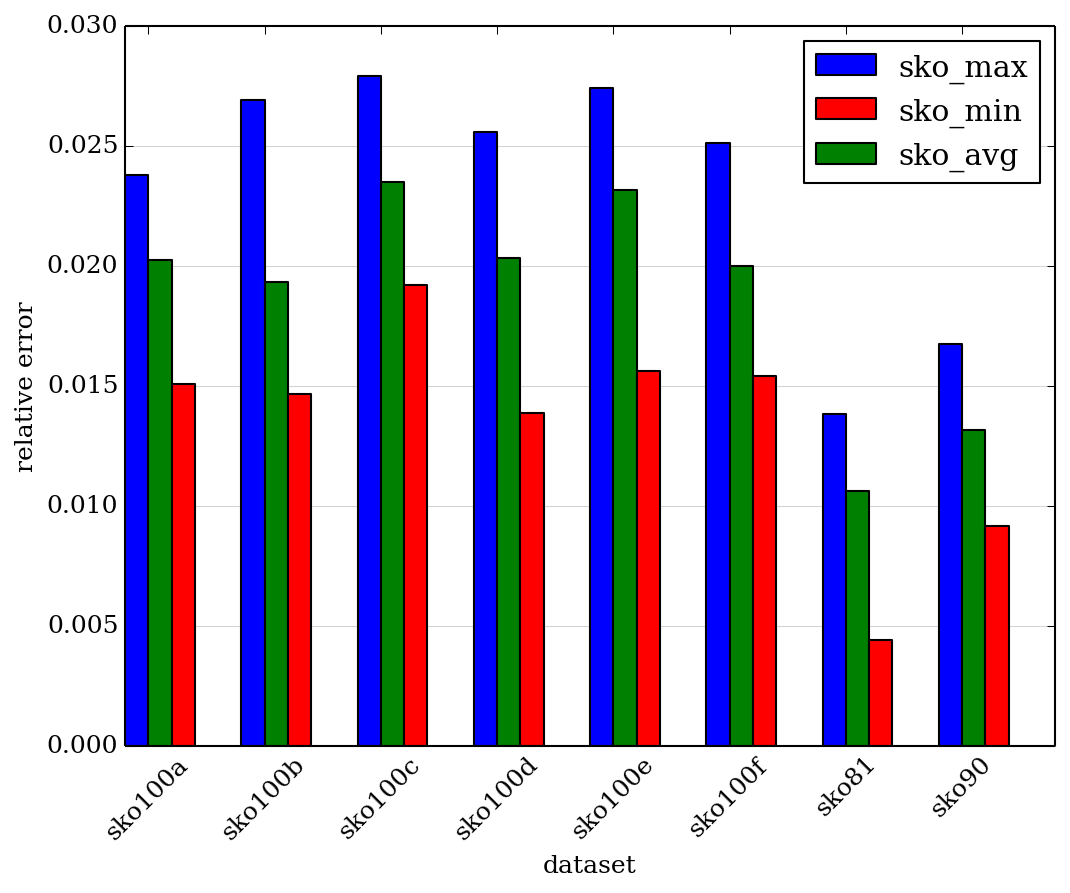 0.030
0.025
0.020
0.015
0.010
0.005
0.000
relative error
sko_max
sko_min
sko_avg
sko100a
sko100b
sko100c
sko100d
sko100e
sko100f
sko81
sko90
dataset